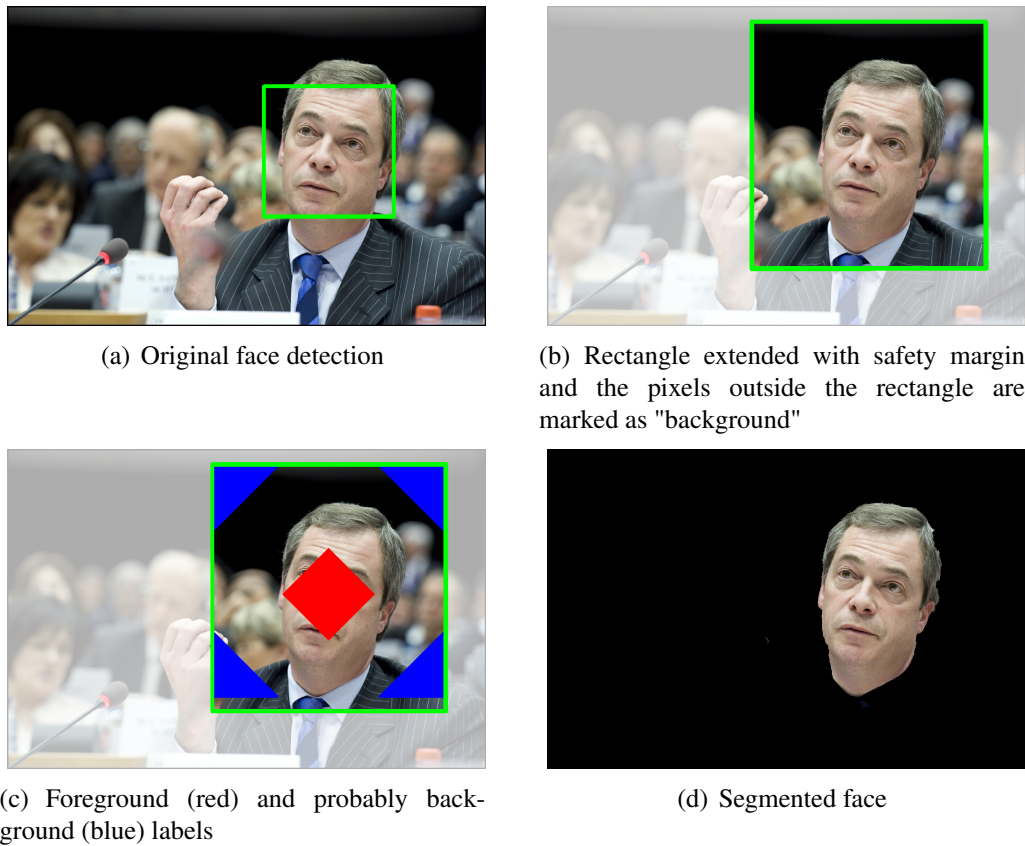 (a) Original face detection
(b) Rectangle extended with safety margin
and the pixels outside the rectangle are
marked as "background"
(c) Foreground (red) and probably back-
ground (blue) labels
(d) Segmented face